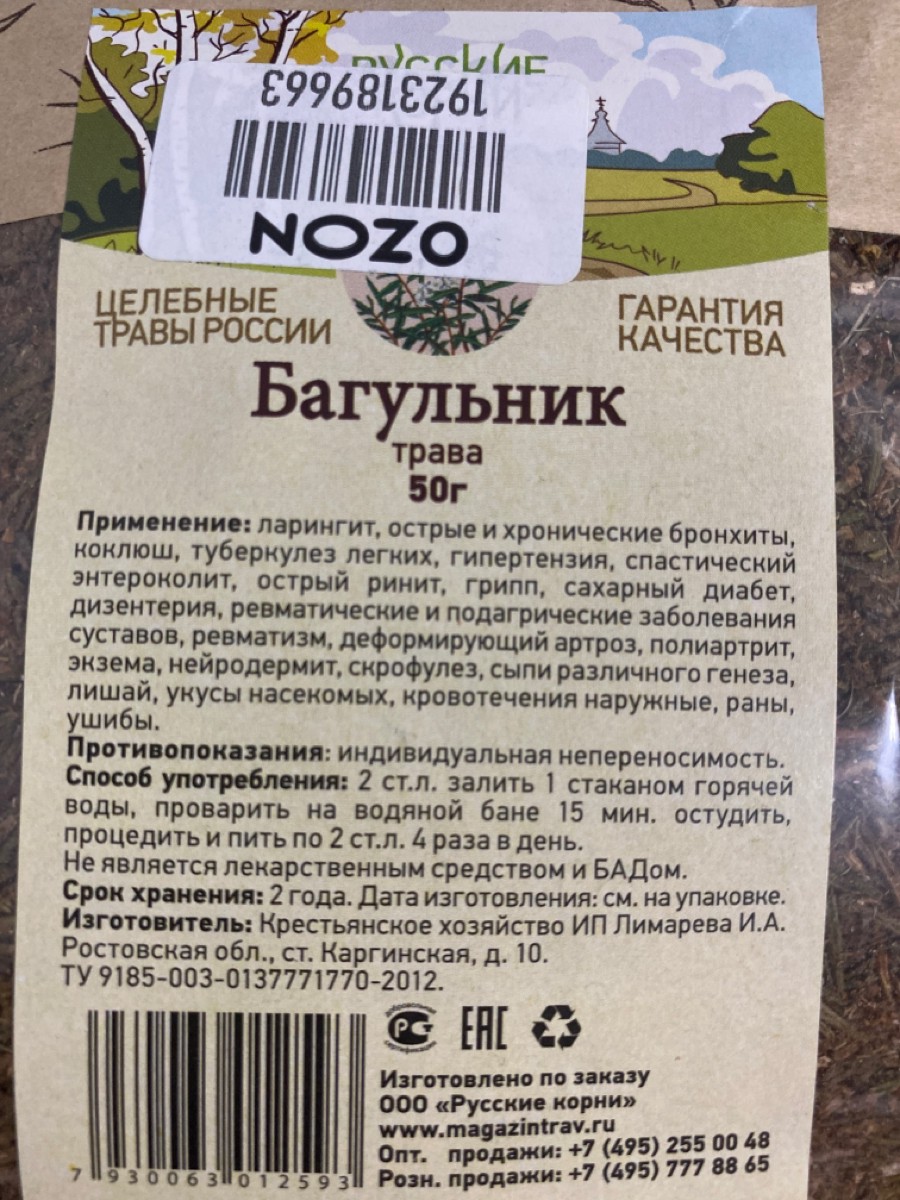 РУССКИЕ
1923189663
OZON
ЦЕЛЕБНЫЕ
ТРАВЫ РОССИИ
ГАРАНТИЯ
КАЧЕСТВА
Багульник
трава
50г
Применение: ларингит, острые и хронические бронхиты,
коклюш, туберкулез легких, гипертензия, спастический
энтероколит, острый ринит, грипп, сахарный диабет,
дизентерия, ревматические и подагрические заболевания
суставов, ревматизм, деформирующий артроз, полиартрит,
экзема, нейродермит, скрофулез, сыпи различного генеза,
лишай, укусы насекомых, кровотечения наружные, раны,
ушибы.
Противопоказания: индивидуальная непереносимость.
Способ употребления: 2 ст.л. залить 1 стаканом горячей
воды, проварить на водяной бане 15 мин. остудить,
процедить и пить по 2 ст.л. 4 раза в день.
Не является лекарственным средством и БАДом.
Срок хранения: 2 года. Дата изготовления: см. на упаковке.
Изготовитель: Крестьянское хозяйство ИП Лимарева И.А.
Ростовская обл., ст. Каргинская, д. 10.
ТУ 9185-003-0137771770-2012.
добровольная
РСТ
сертификация
EAC
Изготовлено по заказу
ООО «Русские корни»
www.magazintrav.ru
Опт. продажи: +7 (495) 255 00 48
Розн. продажи: +7 (495) 777 88 65
7 930063 012593